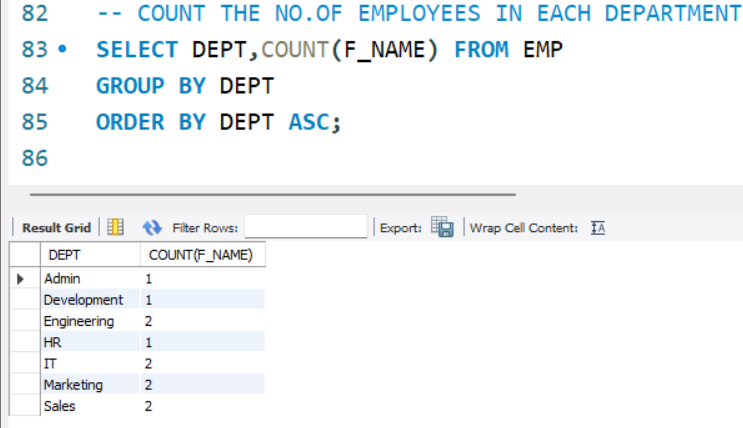 82 -- COUNT THE NO.OF EMPLOYEES IN EACH DEPARTMENT
83 SELECT DEPT,COUNT(F_NAME) FROM EMP
84 GROUP BY DEPT
85 ORDER BY DEPT ASC;
86
Result Grid Filter Rows: Export: Wrap Cell Content: IA
DEPT COUNT(F_NAME)
Admin 1
Development 1
Engineering 2
HR 1
IT 2
Marketing 2
Sales 2